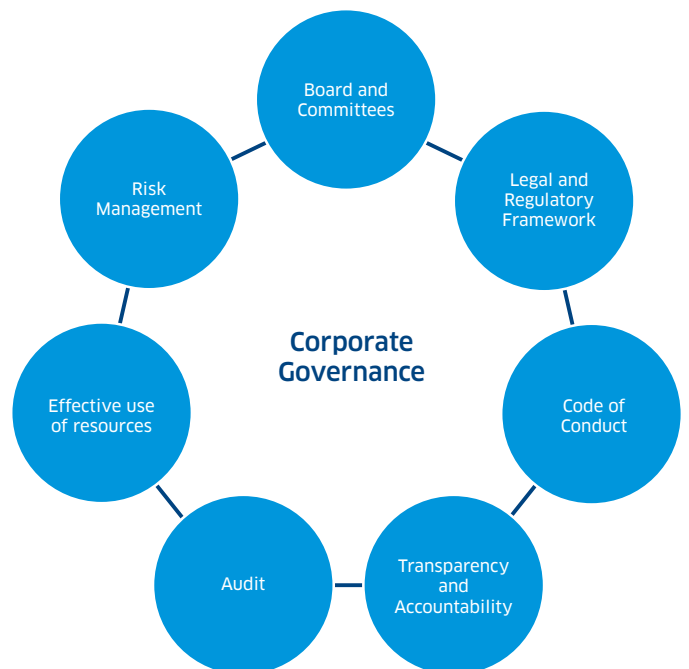 Board and
Committees
Legal and
Regulatory
Framework
Code of
Conduct
Transparency
and
Accountability
Audit
Effective use
of resources
Risk
Management
Corporate
Governance